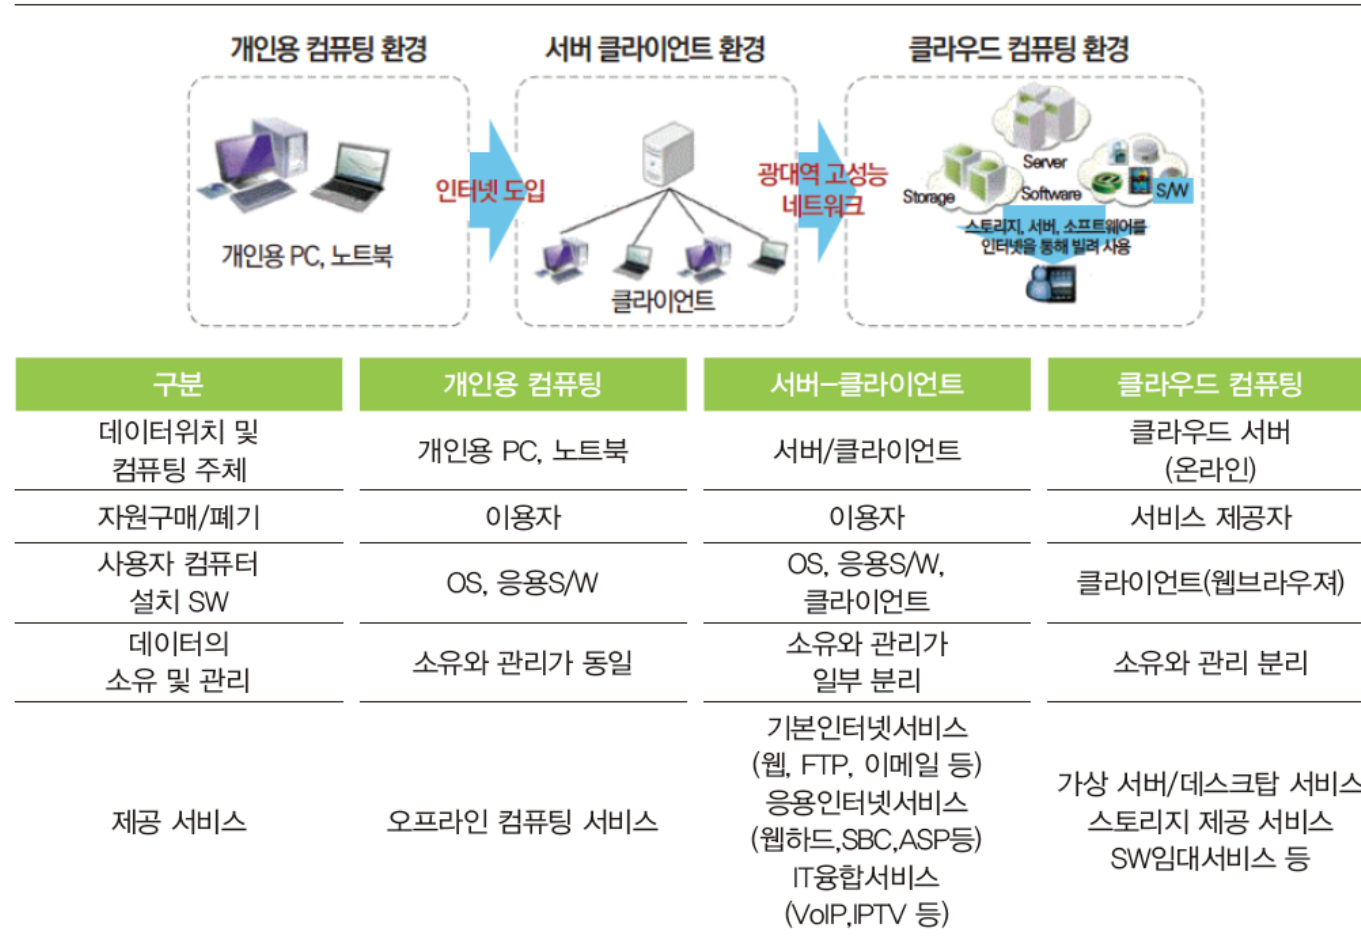 개인용 컴퓨팅 환경
서버 클라이언트 환경
클라우드 컴퓨팅 환경
개인용 PC, 노트북
인터넷 도입
클라이언트
광대역 고성능
네트워크
Server
Storage
Software
S/W
스토리지, 서버, 소프트웨어를
인터넷을 통해 빌려 사용
구분
개인용 컴퓨팅
서버-클라이언트
클라우드 컴퓨팅
데이터위치 및
컴퓨팅 주체
개인용 PC, 노트북
서버/클라이언트
클라우드 서버
(온라인)
자원구매/폐기
이용자
이용자
서비스 제공자
사용자 컴퓨터
설치 SW
OS, 응용S/W
OS, 응용S/W,
클라이언트
클라이언트(웹브라우져)
데이터의
소유 및 관리
소유와 관리가 동일
소유와 관리가
일부 분리
소유와 관리 분리
제공 서비스
오프라인 컴퓨팅 서비스
기본인터넷서비스
(웹, FTP, 이메일 등)
응용인터넷서비스
(웹하드,SBC,ASP등)
IT융합서비스
(VoIP,IPTV 등)
가상 서버/데스크탑 서비스
스토리지 제공 서비스
SW임대서비스 등